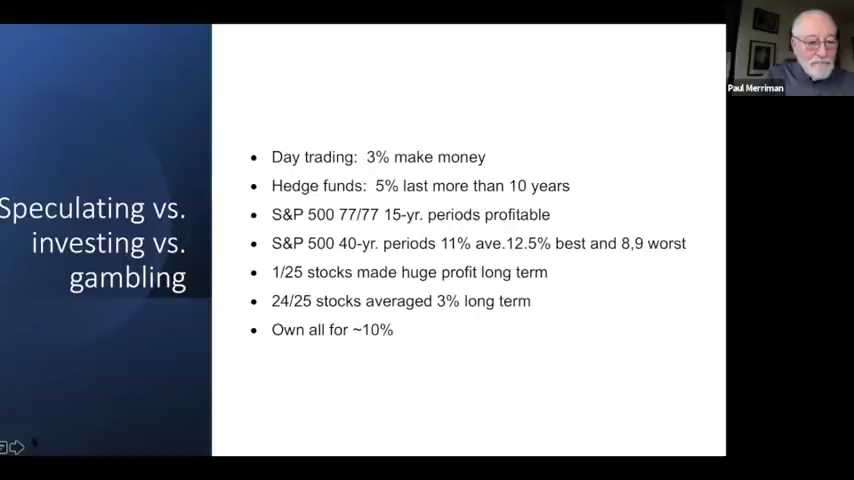 Speculating vs.
investing vs.
gambling
• Day trading: 3% make money
• Hedge funds: 5% last more than 10 years
• S&P 500 77/77 15-yr. periods profitable
• S&P 500 40-yr. periods 11% ave.12.5% best and 8,9 worst
• 1/25 stocks made huge profit long term
• 24/25 stocks averaged 3% long term
• Own all for ~10%
Paul Merriman